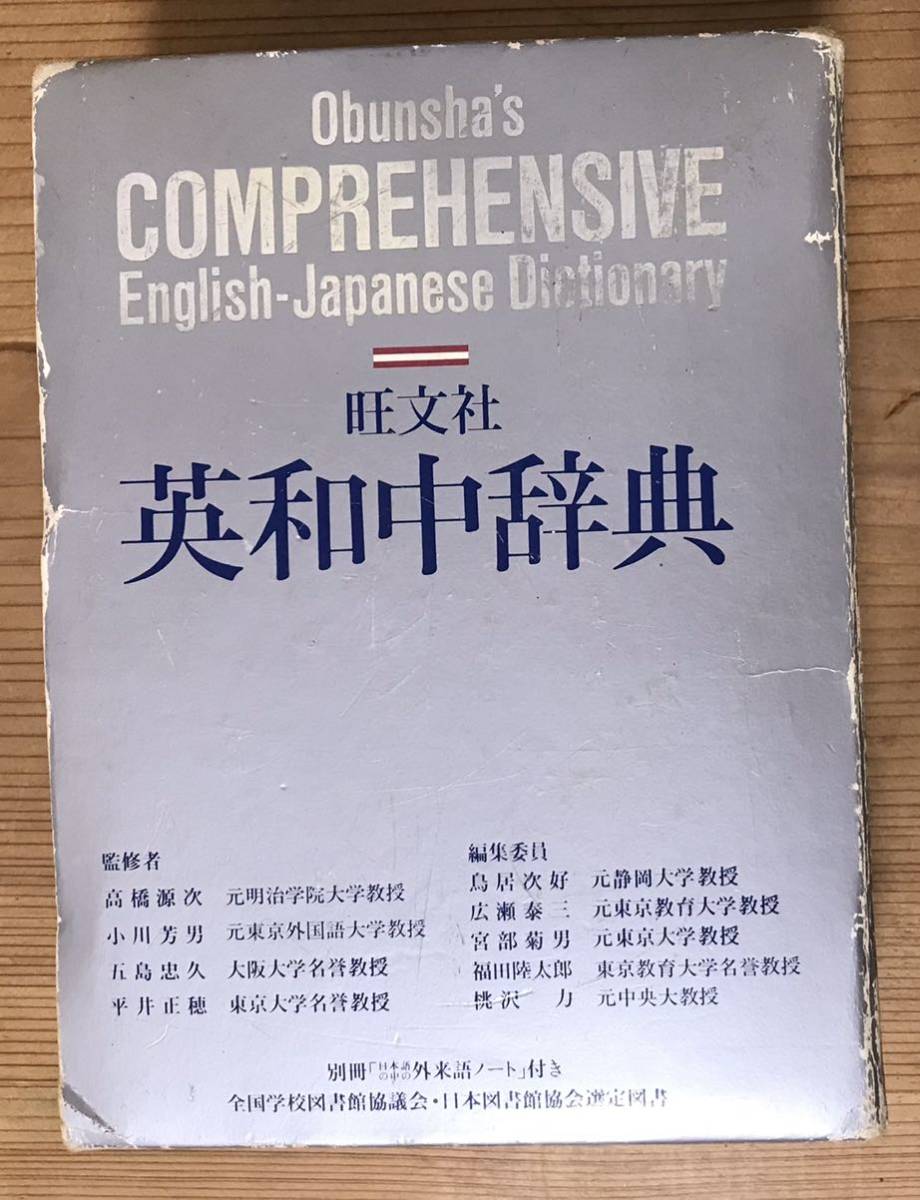 Obunsha's
COMPREHENSIVE
English-Japanese Dictionary
旺文社
英和中辞典
監修者
高橋源次 元明治学院大学教授
小川芳男 元東京外国語大学教授
五島忠久 大阪大学名誉教授
平井正穂 東京大学名誉教授
編集委員
鳥居次好 元静岡大学教授
広瀬泰三 元東京教育大学教授
宮部菊男 元東京大学教授
福田陸太郎 東京教育大学名誉教授
桃沢 力 元中央大教授
別冊「日本語の中の外来語ノート」付き
全国学校図書館協議会・日本図書館協会選定図書